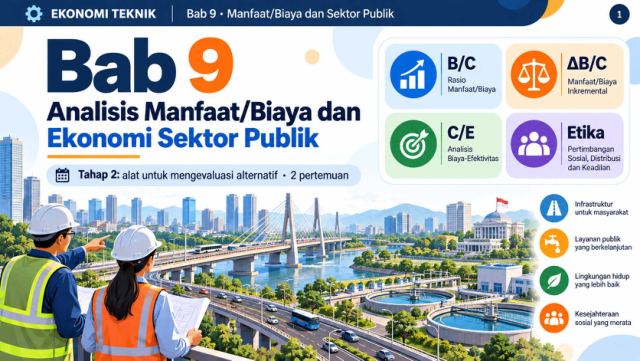 EKONOMI TEKNIK
Bab 9 • Manfaat/Biaya dan Sektor Publik
1
Bab 9
Analisis Manfaat/Biaya dan
Ekonomi Sektor Publik
Tahap 2: alat untuk mengevaluasi alternatif • 2 pertemuan
B/C
Rasio
Manfaat/Biaya
ΔB/C
Manfaat/Biaya
Inkremental
C/E
Analisis
Biaya-Efektivitas
Etika
Pertimbangan
Sosial, Distribusi
dan Keadilan
Infrastruktur
untuk masyarakat
Layanan publik
yang berkelanjutan
Lingkungan hidup
yang lebih baik
Kesejahteraan
sosial yang merata